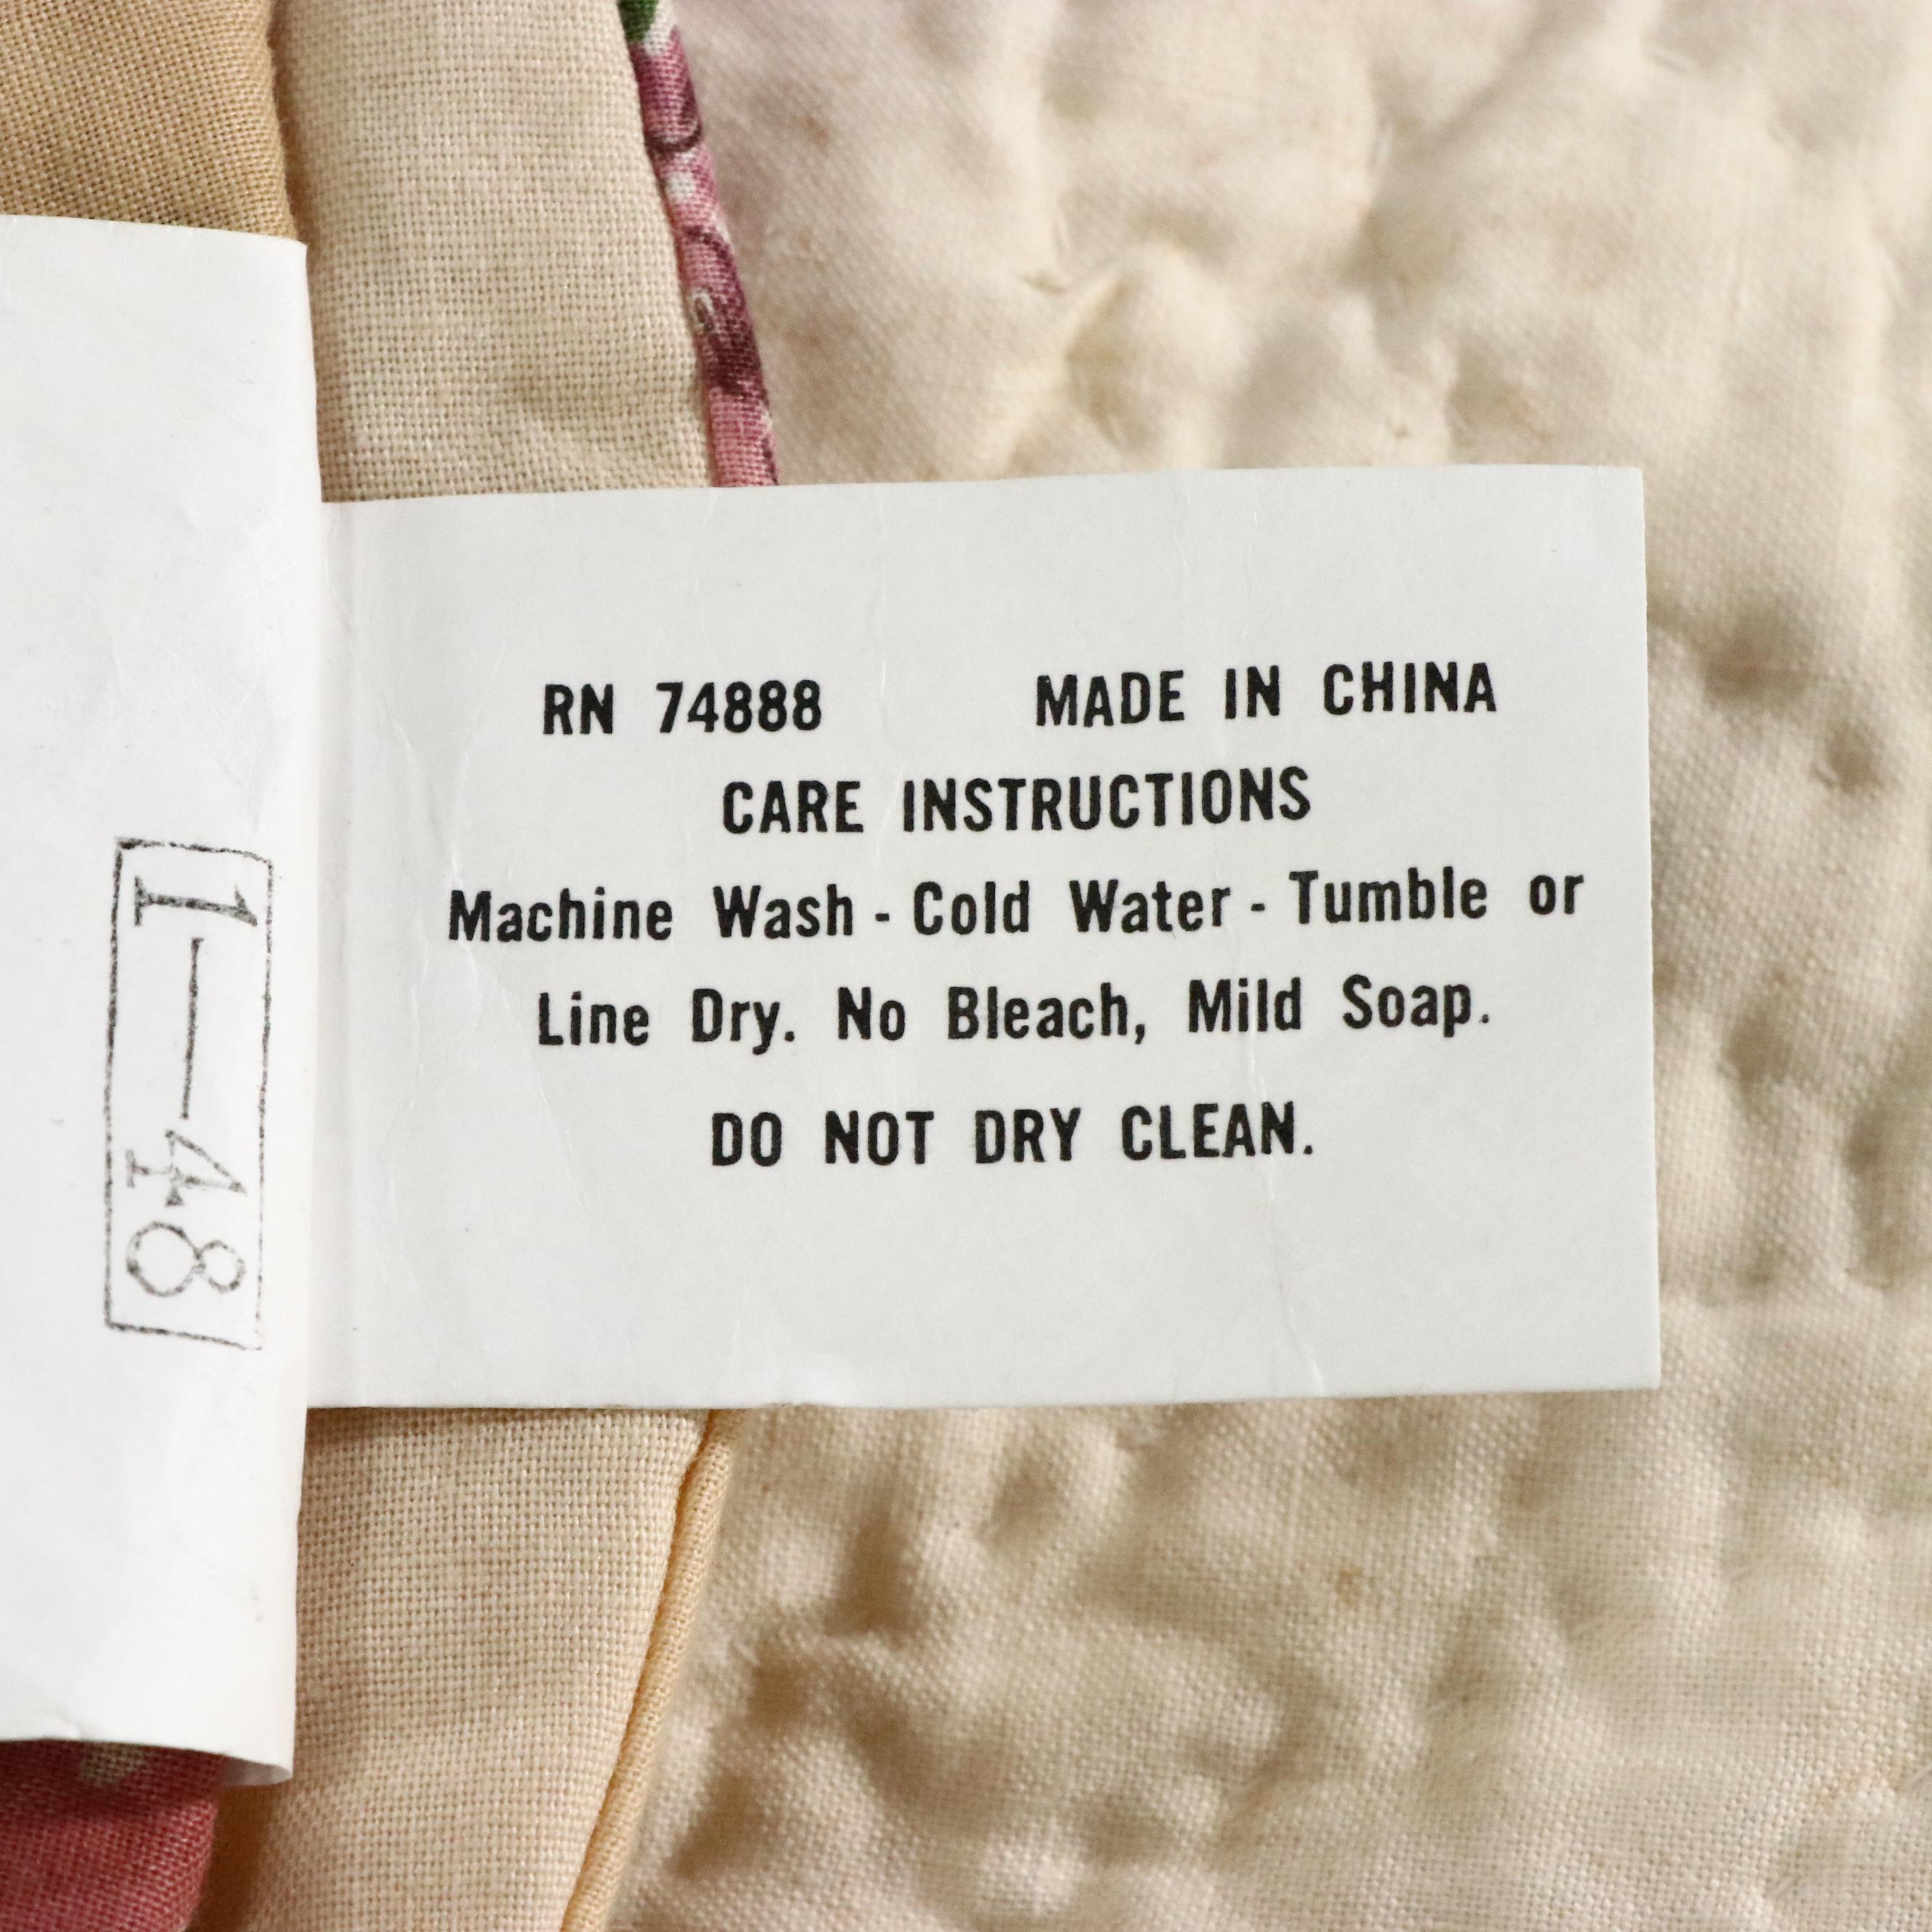 RN 74888 MADE IN CHINA
CARE INSTRUCTIONS
Machine Wash - Cold Water - Tumble or
Line Dry. No Bleach, Mild Soap.
DO NOT DRY CLEAN.
1—48